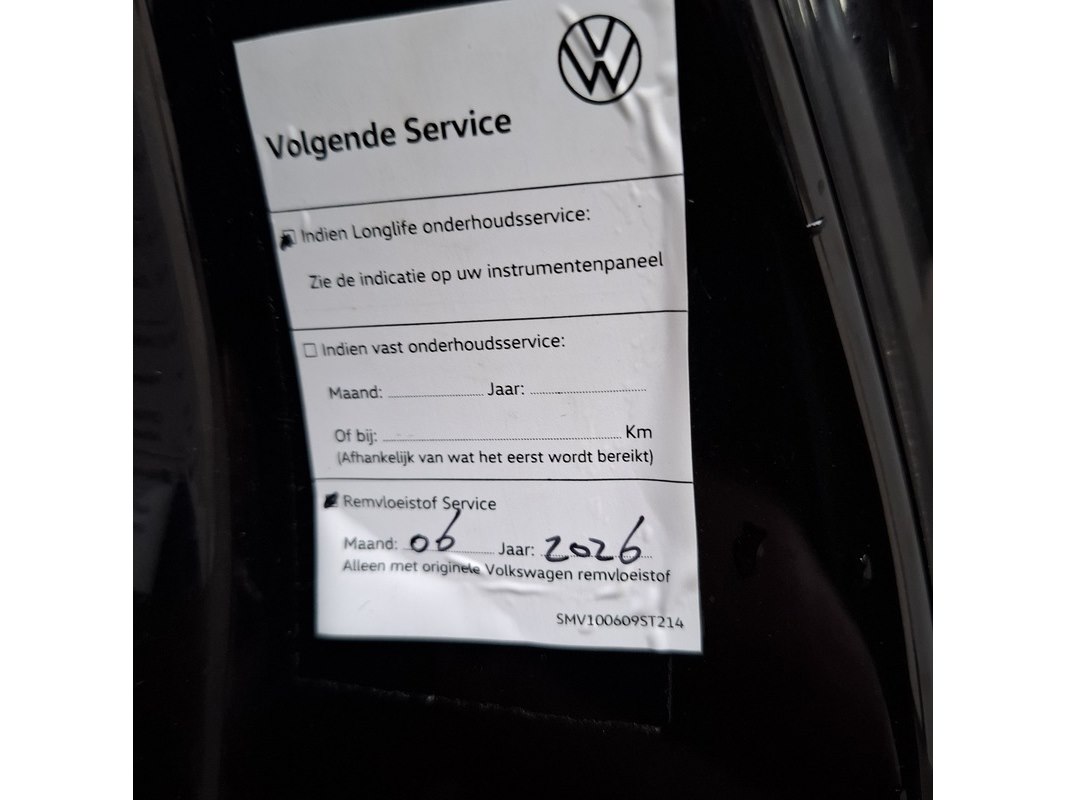 Volgende Service
Indien Longlife onderhoudsservice:
Zie de indicatie op uw instrumentenpaneel
Indien vast onderhoudsservice:
Maand: Jaar:
Of bij: Km
(Afhankelijk van wat het eerst wordt bereikt)
Remvloeistof Service
Maand: 06 Jaar: 2026
Alleen met originele Volkswagen remvloeistof
SMV100609ST214